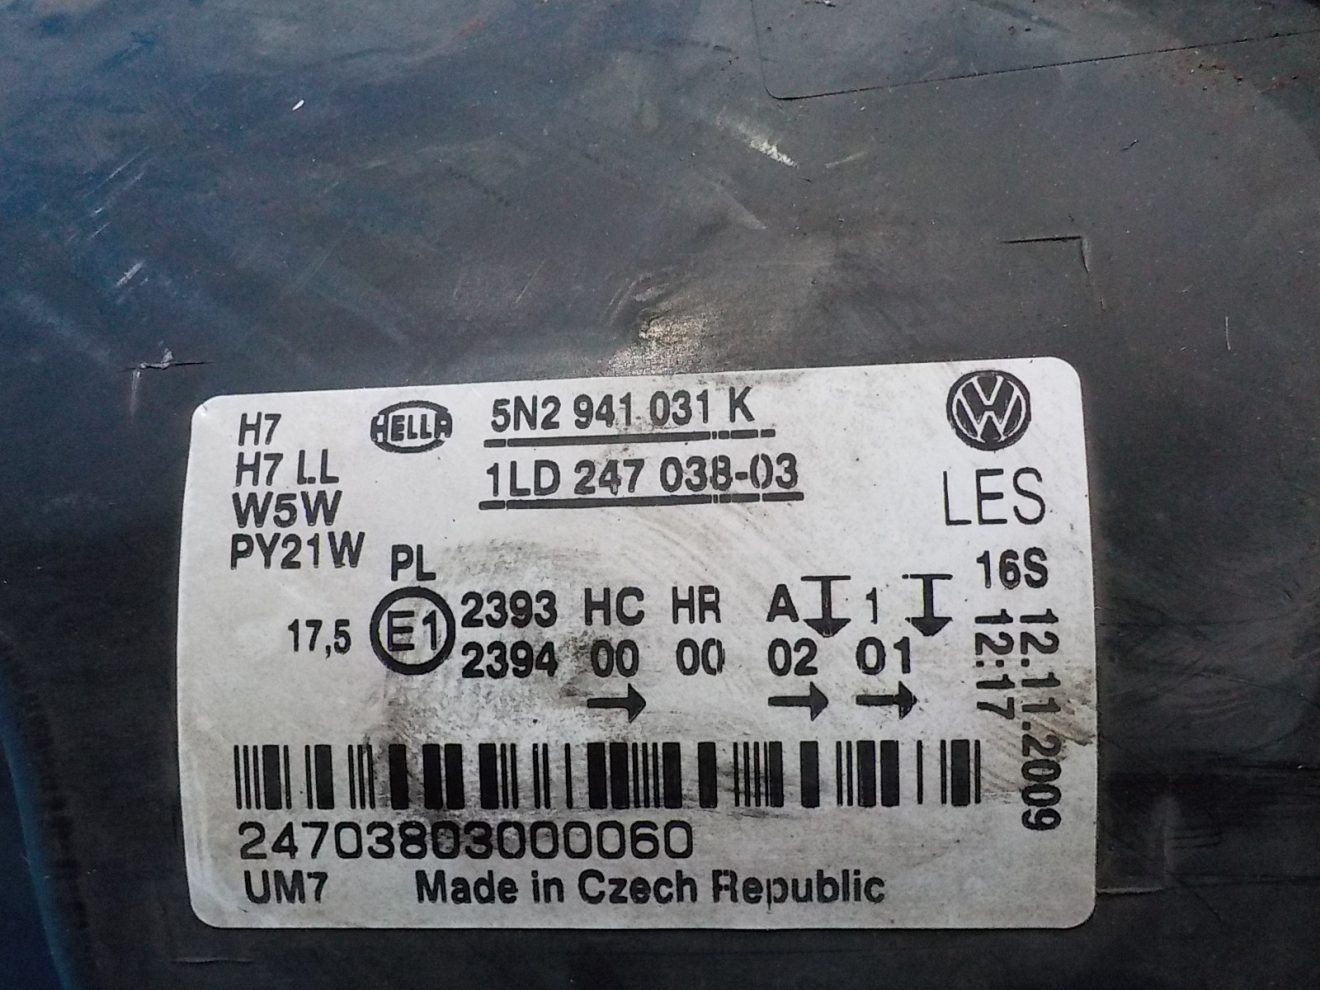 H7
H7 LL
W5W
PY21W
HELLA
5N2 941 031 K
1LD 247 038-03
LES
16S
PL
17,5
E1
2393 HC HR A 1
2394 00 00 02 01
12.11.2009
12:17
24703803000060
UM7 Made in Czech Republic